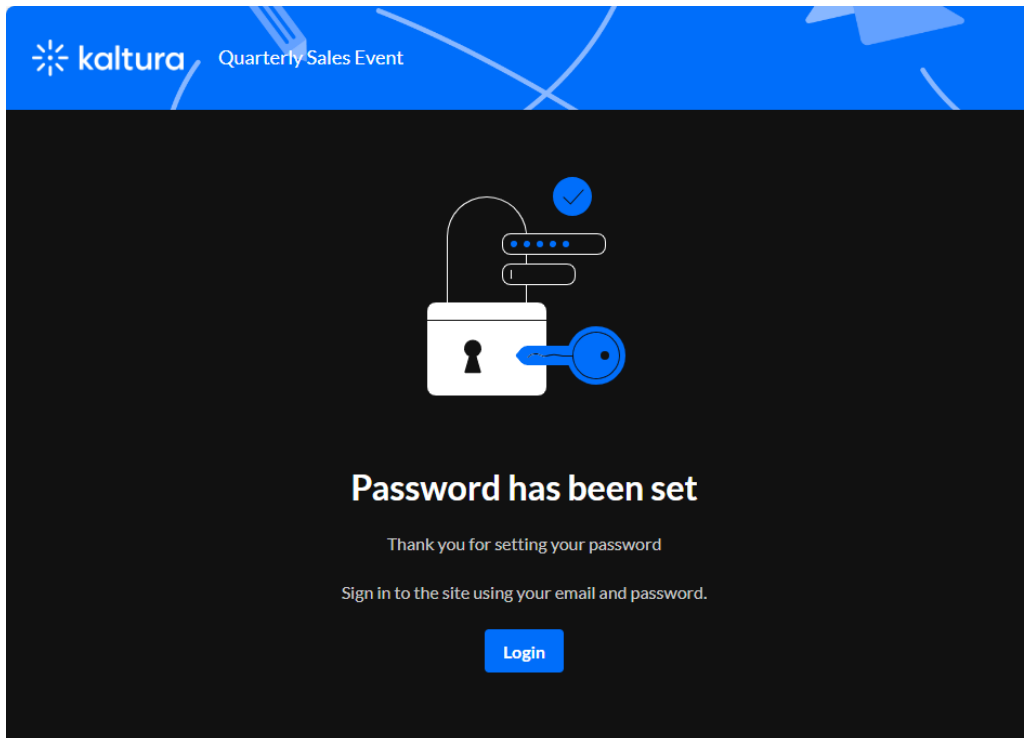 kaltura
Quarterly Sales Event
Password has been set
Thank you for setting your password
Sign in to the site using your email and password.
Login